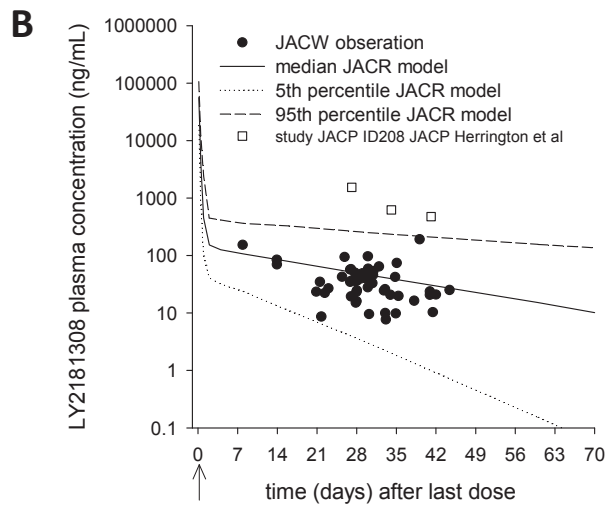 B
LY2181308 plasma concentration (ng/mL)
1000000
1000000
10000
1000
100
10
1
0.1
JACW obseration
median JACR model
5th percentile JACR model
95th percentile JACR model
study JACP ID208 JACP Herrington et al
0 7 14 21 28 35 42 49 56 63 70
time (days) after last dose